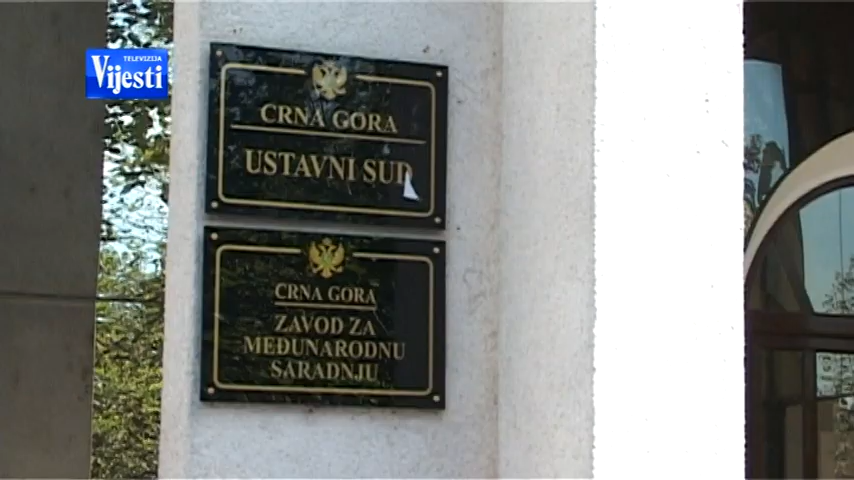 TELEVIZIJA
Vijesti
CRNA GORA
USTAVNI SUD
CRNA GORA
ZAVOD ZA
MEĐUNARODNU
SARADNJU